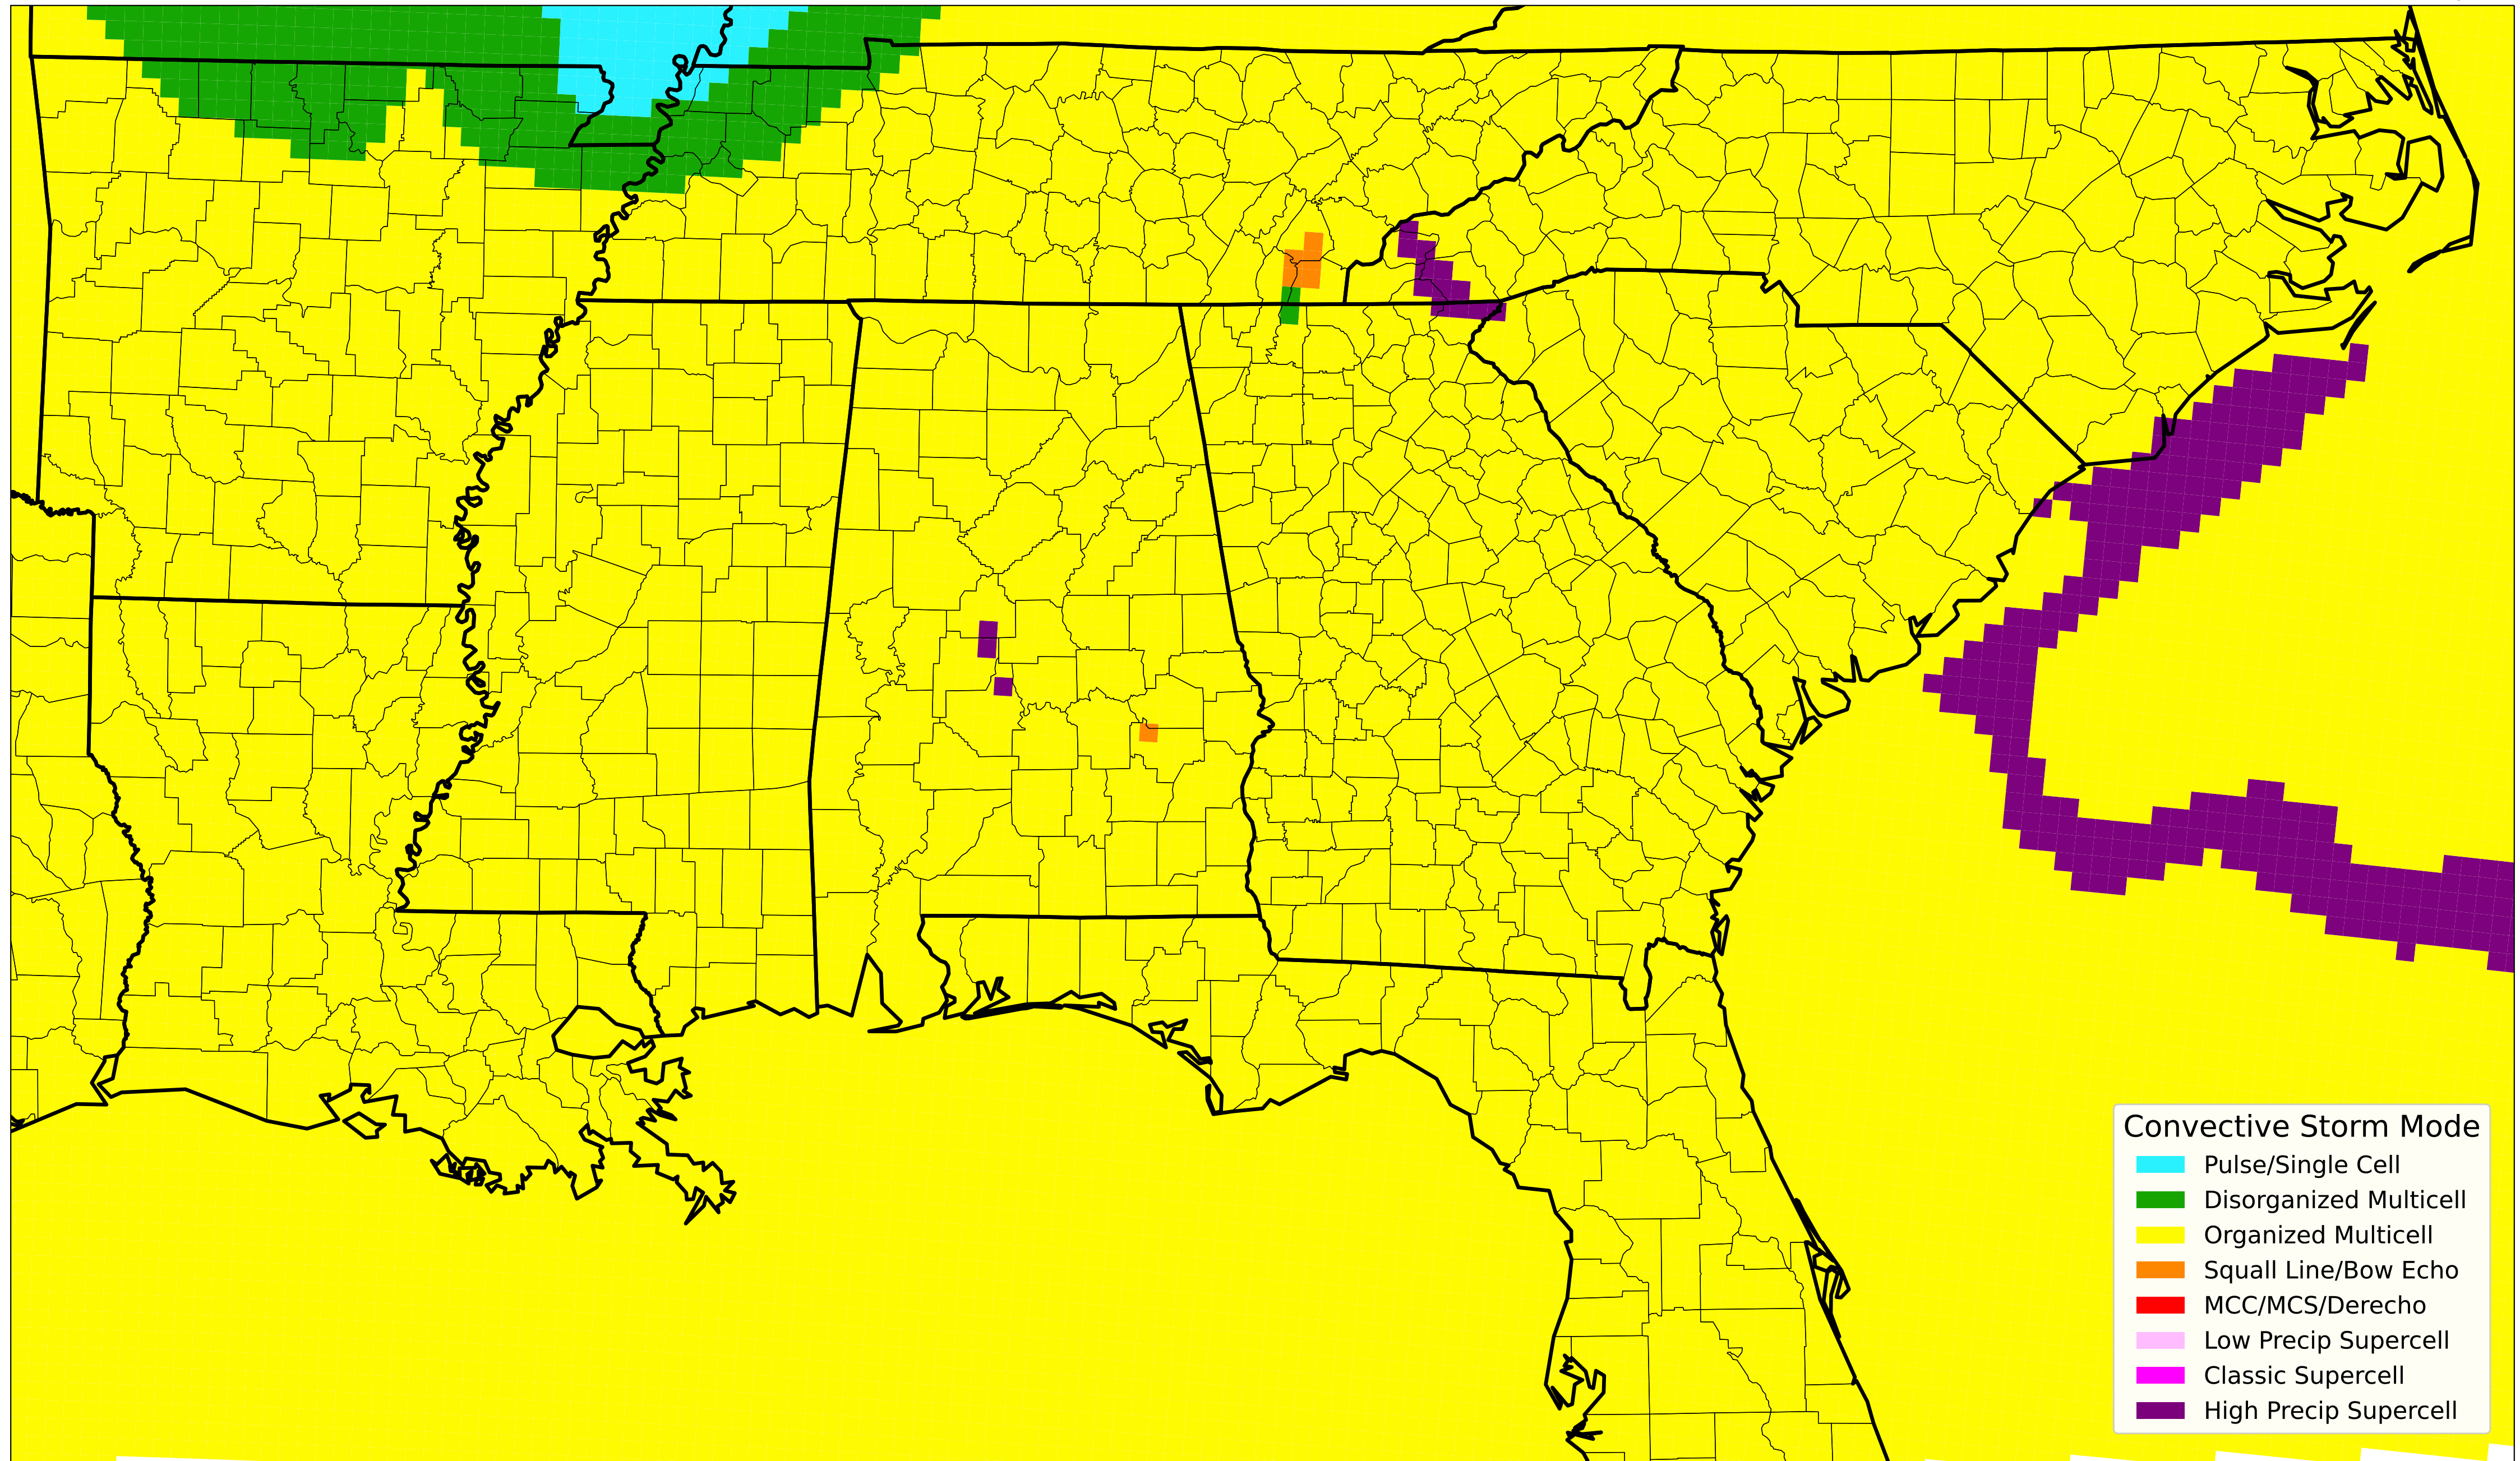 Convective Storm Mode
Pulse/Single Cell
Disorganized Multicell
Organized Multicell
Squall Line/Bow Echo
MCC/MCS/Derecho
Low Precip Supercell
Classic Supercell
High Precip Supercell